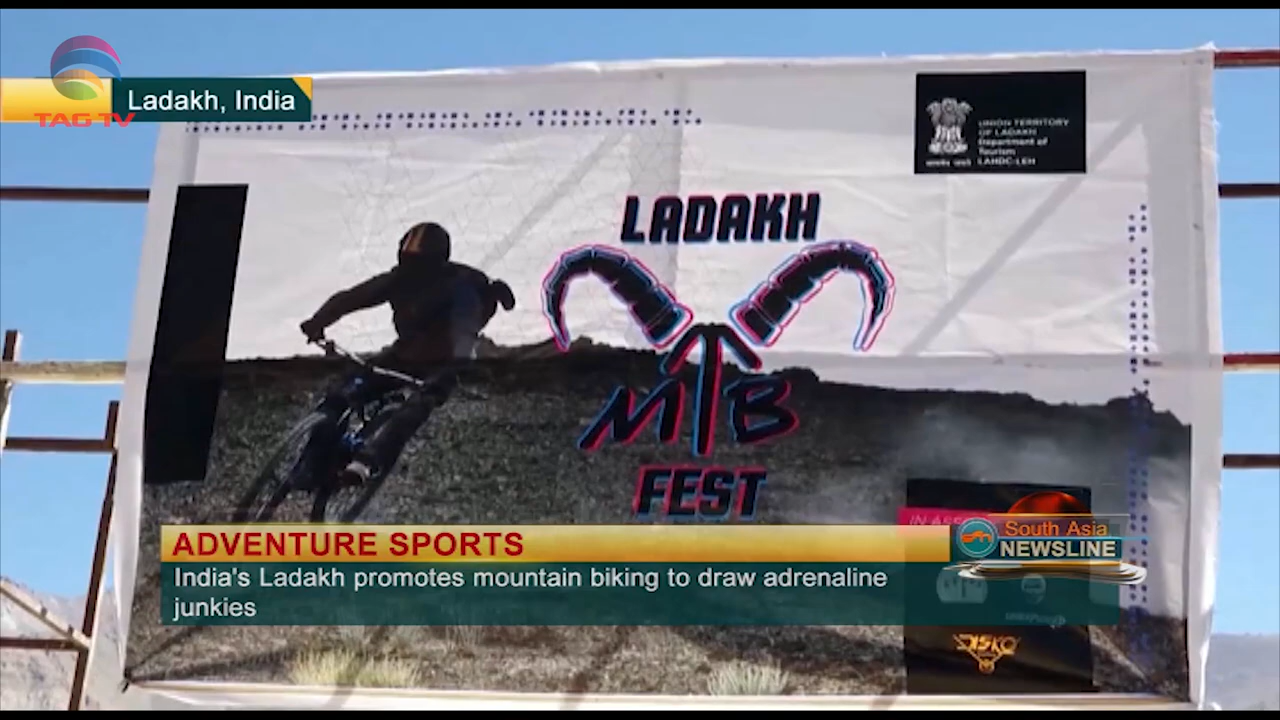 TAG TV
Ladakh, India
UNION TERRITORY
OF LADAKH
Department of
Tourism
LAHDC-LEH
LADAKH
MTB
FEST
ADVENTURE SPORTS
South Asia
NEWSLINE
India's Ladakh promotes mountain biking to draw adrenaline
junkies
DISKO